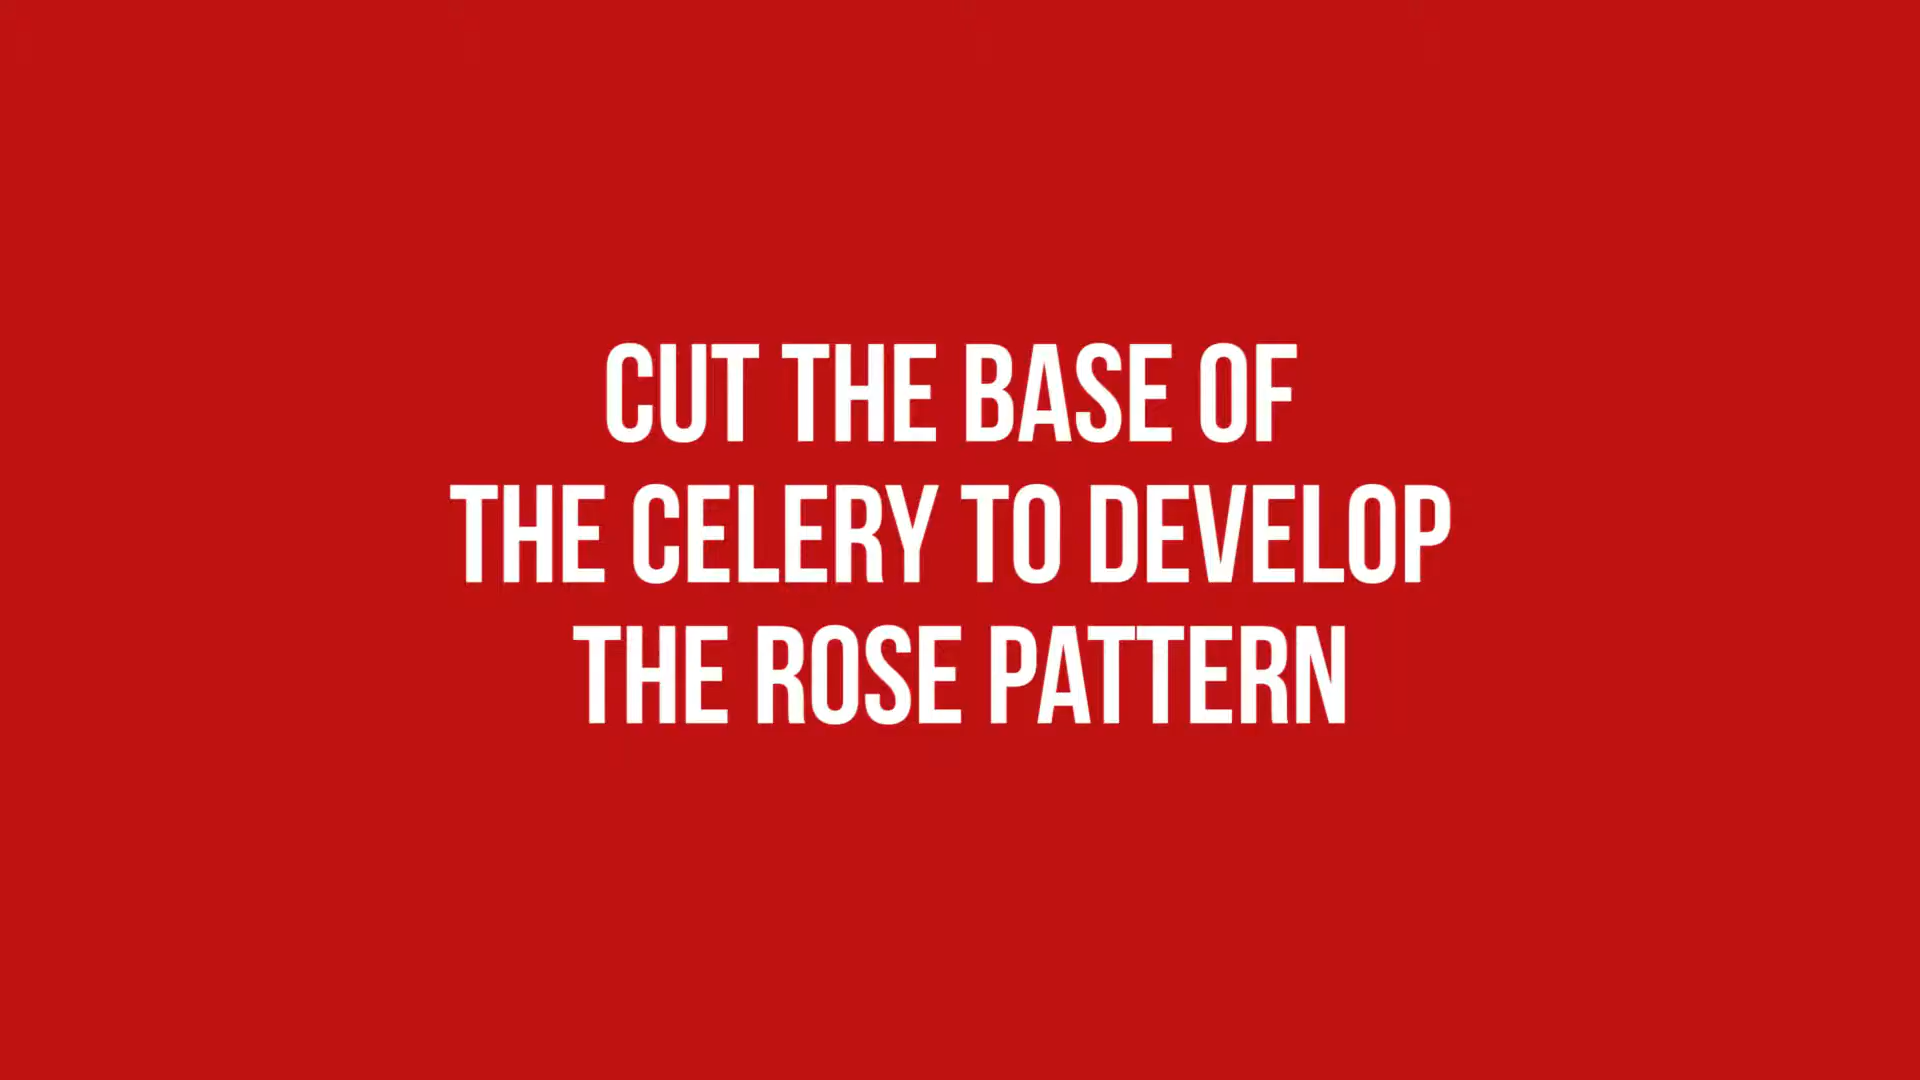 CUT THE BASE OF
THE CELERY TO DEVELOP
THE ROSE PATTERN